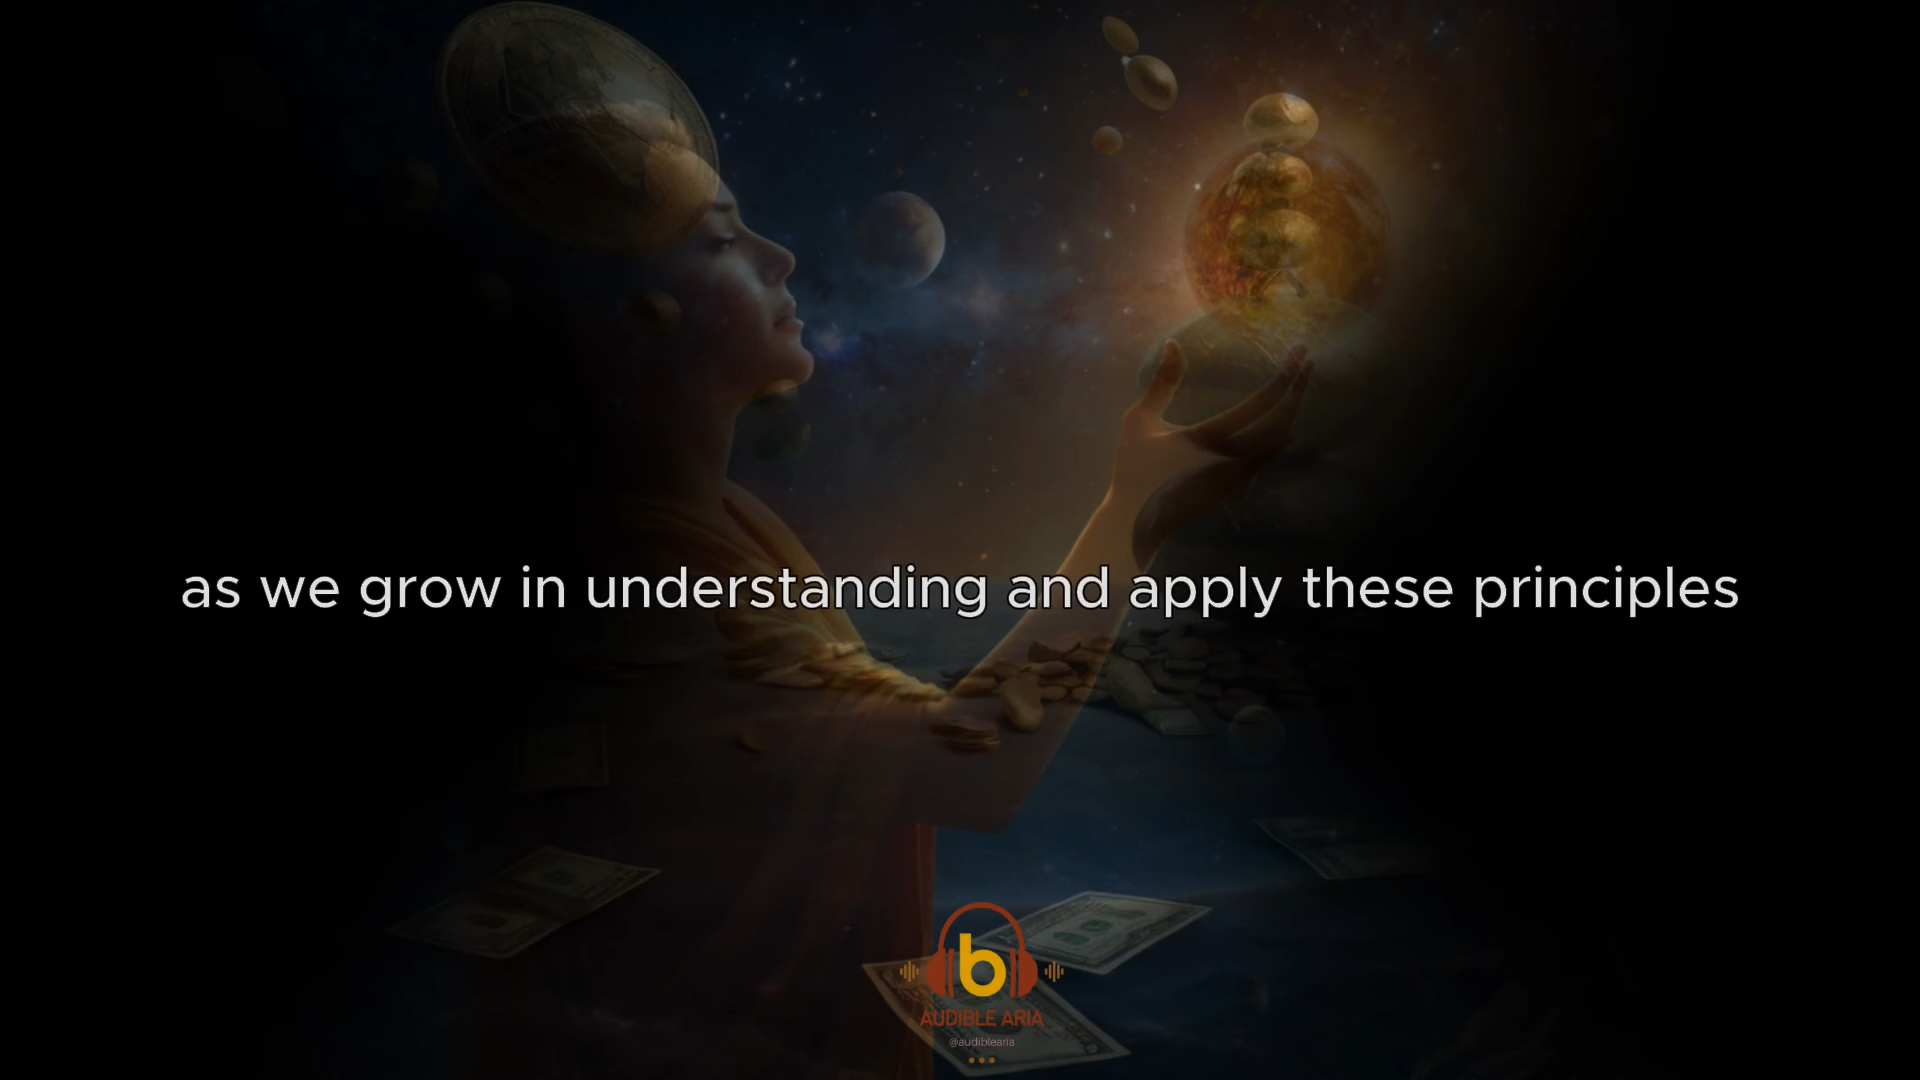 as we grow in understanding and apply these principles
b
AUDIBLE ARIA
@audiblearia